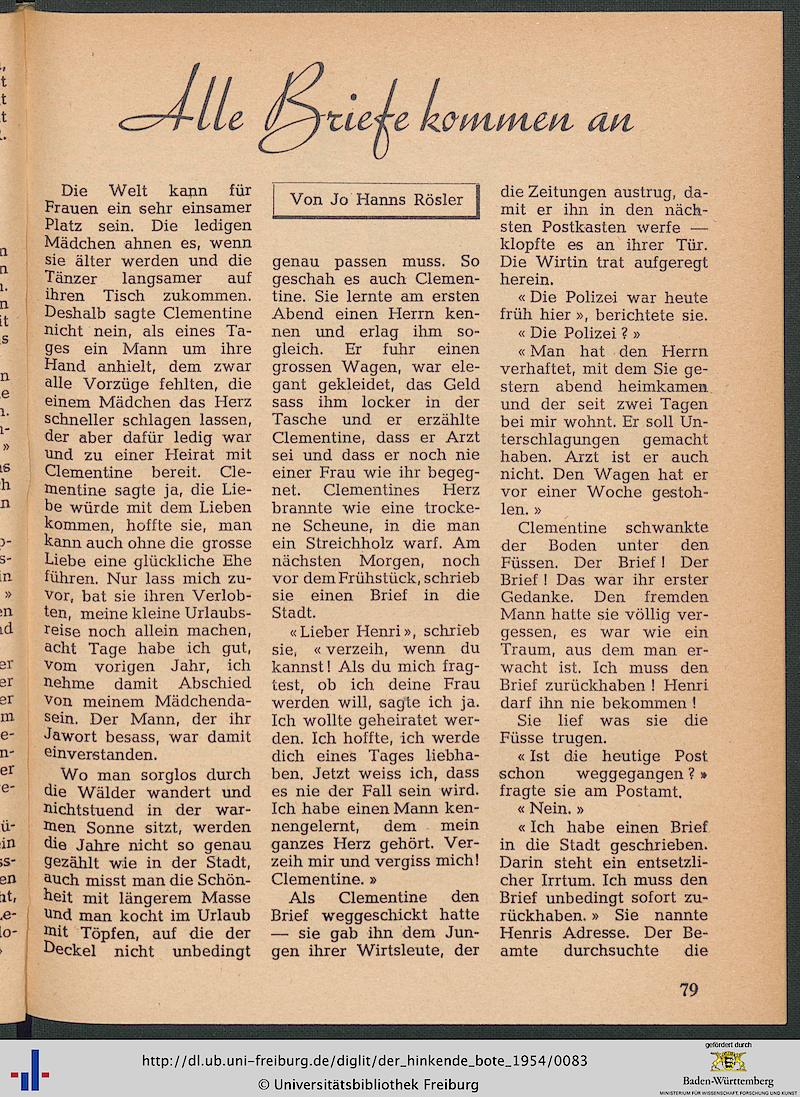 Alle Briefe kommen an
Die Welt kann für
Frauen ein sehr einsamer
Platz sein. Die ledigen
Mädchen ahnen es, wenn
sie älter werden und die
Tänzer langsamer auf
ihren Tisch zukommen.
Deshalb sagte Clementine
nicht nein, als eines Ta-
ges ein Mann um ihre
Hand anhielt, dem zwar
alle Vorzüge fehlten, die
einem Mädchen das Herz
schneller schlagen lassen,
der aber dafür ledig war
und zu einer Heirat mit
Clementine bereit. Cle-
mentine sagte ja, die Lie-
be würde mit dem Lieben
kommen, hoffte sie, man
kann auch ohne die grosse
Liebe eine glückliche Ehe
führen. Nur lass mich zu-
vor, bat sie ihren Verlob-
ten, meine kleine Urlaubs-
reise noch allein machen,
acht Tage habe ich gut,
vom vorigen Jahr, ich
nehme damit Abschied
von meinem Mädchenda-
sein. Der Mann, der ihr
Jawort besass, war damit
einverstanden.
Wo man sorglos durch
die Wälder wandert und
nichtstuend in der war-
men Sonne sitzt, werden
die Jahre nicht so genau
gezählt wie in der Stadt,
auch misst man die Schön-
heit mit längerem Masse
und man kocht im Urlaub
mit Töpfen, auf die der
Deckel nicht unbedingt
Von Jo Hanns Rösler
genau passen muss. So
geschah es auch Clemen-
tine. Sie lernte am ersten
Abend einen Herrn ken-
nen und erlag ihm so-
gleich. Er fuhr einen
grossen Wagen, war ele-
gant gekleidet, das Geld
sass ihm locker in der
Tasche und er erzählte
Clementine, dass er Arzt
sei und dass er noch nie
einer Frau wie ihr begeg-
net. Clementines Herz
brannte wie eine trocke-
ne Scheune, in die man
ein Streichholz warf. Am
nächsten Morgen, noch
vor dem Frühstück, schrieb
sie einen Brief in die
Stadt.
« Lieber Henri », schrieb
sie, « verzeih, wenn du
kannst! Als du mich frag-
test, ob ich deine Frau
werden will, sagte ich ja.
Ich wollte geheiratet wer-
den. Ich hoffte, ich werde
dich eines Tages liebha-
ben. Jetzt weiss ich, dass
es nie der Fall sein wird.
Ich habe einen Mann ken-
nengelernt, dem mein
ganzes Herz gehört. Ver-
zeih mir und vergiss mich!
Clementine. »
Als Clementine den
Brief weggeschickt hatte
— sie gab ihn dem Jun-
gen ihrer Wirtsleute, der
die Zeitungen austrug, da-
mit er ihn in den näch-
sten Postkasten werfe —
klopfte es an ihrer Tür.
Die Wirtin trat aufgeregt
herein.
« Die Polizei war heute
früh hier », berichtete sie.
« Die Polizei ? »
« Man hat den Herrn
verhaftet, mit dem Sie ge-
stern abend heimkamen
und der seit zwei Tagen
bei mir wohnt. Er soll Un-
terschlagungen gemacht
haben. Arzt ist er auch
nicht. Den Wagen hat er
vor einer Woche gestoh-
len. »
Clementine schwankte
der Boden unter den
Füssen. Der Brief ! Der
Brief ! Das war ihr erster
Gedanke. Den fremden
Mann hatte sie völlig ver-
gessen, es war wie ein
Traum, aus dem man er-
wacht ist. Ich muss den
Brief zurückhaben ! Henri
darf ihn nie bekommen !
Sie lief was sie die
Füsse trugen.
« Ist die heutige Post
schon weggegangen ? »
fragte sie am Postamt.
« Nein. »
« Ich habe einen Brief
in die Stadt geschrieben.
Darin steht ein entsetzli-
cher Irrtum. Ich muss den
Brief unbedingt sofort zu-
rückhaben. » Sie nannte
Henris Adresse. Der Be-
amte durchsuchte die
79
http://dl.ub.uni-freiburg.de/diglit/der_hinkende_bote_1954/0083
© Universitätsbibliothek Freiburg
gefördert durch
Baden-Württemberg
MINISTERIUM FÜR WISSENSCHAFT, FORSCHUNG UND KUNST